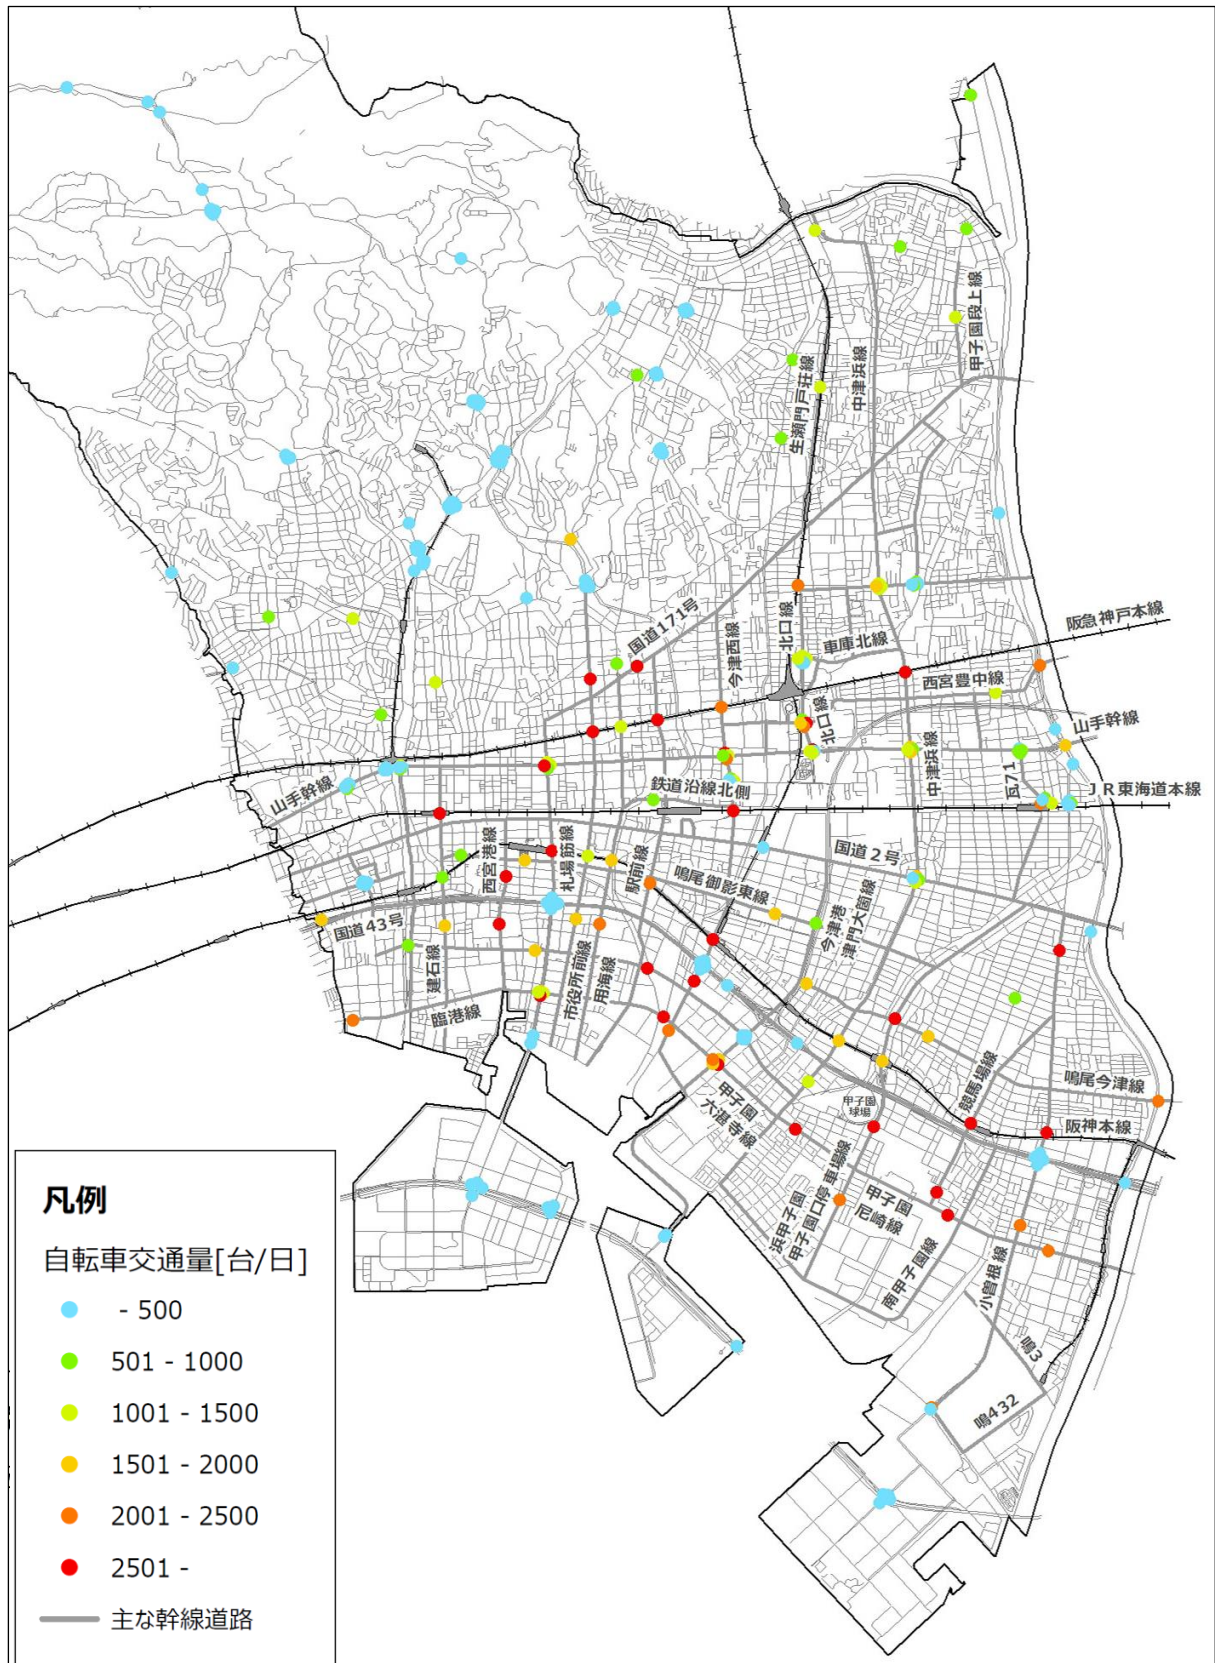 甲子園段上線
中津浜線
生瀬門戸荘線
国道171号
今津西線
北口線
車庫北線
阪急神戸本線
西宮豊中線
北口線
山手幹線
中津浜線
瓦71
JR東海道本線
山手幹線
鉄道沿線北側
国道2号
西宮港線
札場筋線
駅前線
鳴尾御影東線
今津港
津門大箇線
国道43号
建石線
市役所前線
用海線
臨港線
甲子園
六湛寺線
甲子園
球場
競馬場線
鳴尾今津線
阪神本線
浜甲子園
甲子園口停車場線
甲子園
尼崎線
南甲子園線
小曽根線
鳴3
鳴432
凡例
自転車交通量[台/日]
- 500
501 - 1000
1001 - 1500
1501 - 2000
2001 - 2500
2501 -
主な幹線道路